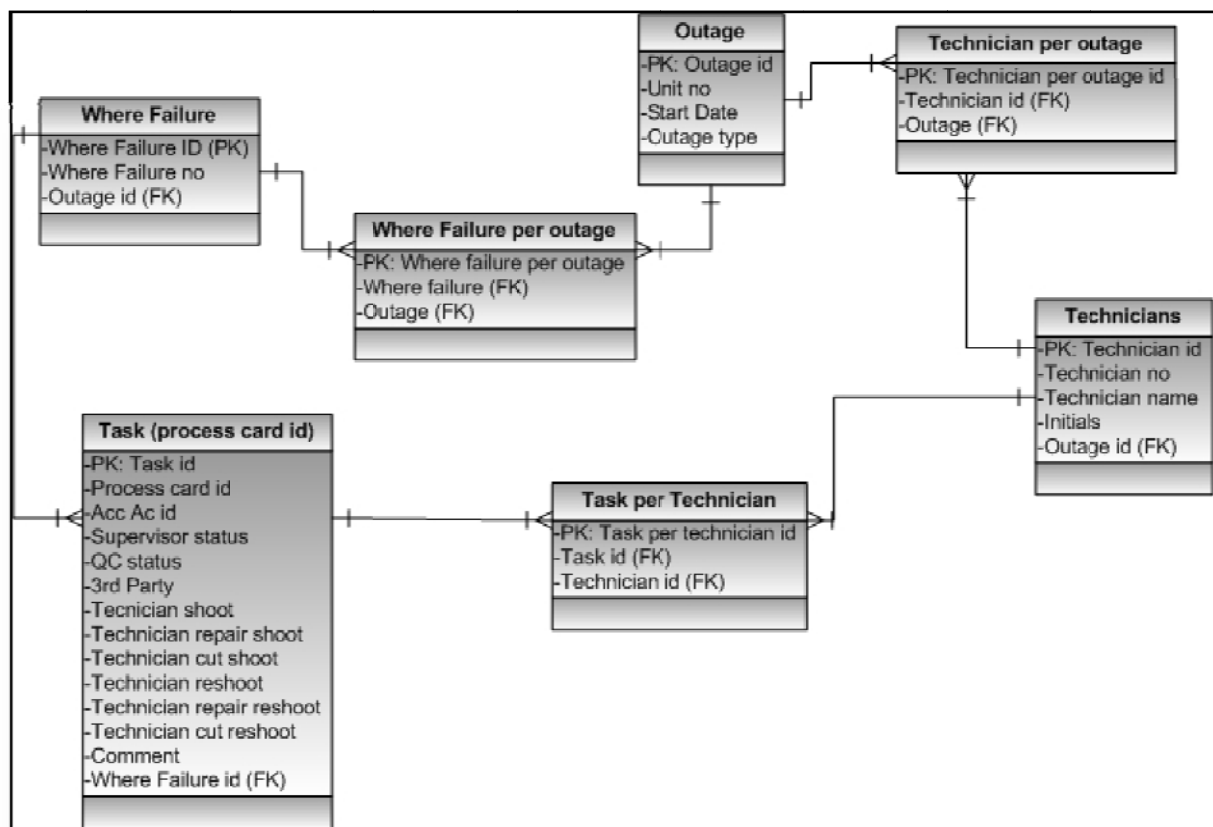 Outage
-PK: Outage id
-Unit no
-Start Date
-Outage type
Technician per outage
-PK: Technician per outage id
-Technician id (FK)
-Outage (FK)
Where Failure
-Where Failure ID (PK)
-Where Failure no
-Outage id (FK)
Where Failure per outage
-PK: Where failure per outage
-Where failure (FK)
-Outage (FK)
Technicians
-PK: Technician id
-Technician no
-Technician name
-Initials
-Outage id (FK)
Task (process card id)
-PK: Task id
-Process card id
-Acc Ac id
-Supervisor status
-QC status
-3rd Party
-Tecnician shoot
-Technician repair shoot
-Technician cut shoot
-Technician reshoot
-Technician repair reshoot
-Technician cut reshoot
-Comment
-Where Failure id (FK)
Task per Technician
-PK: Task per technician id
-Task id (FK)
-Technician id (FK)